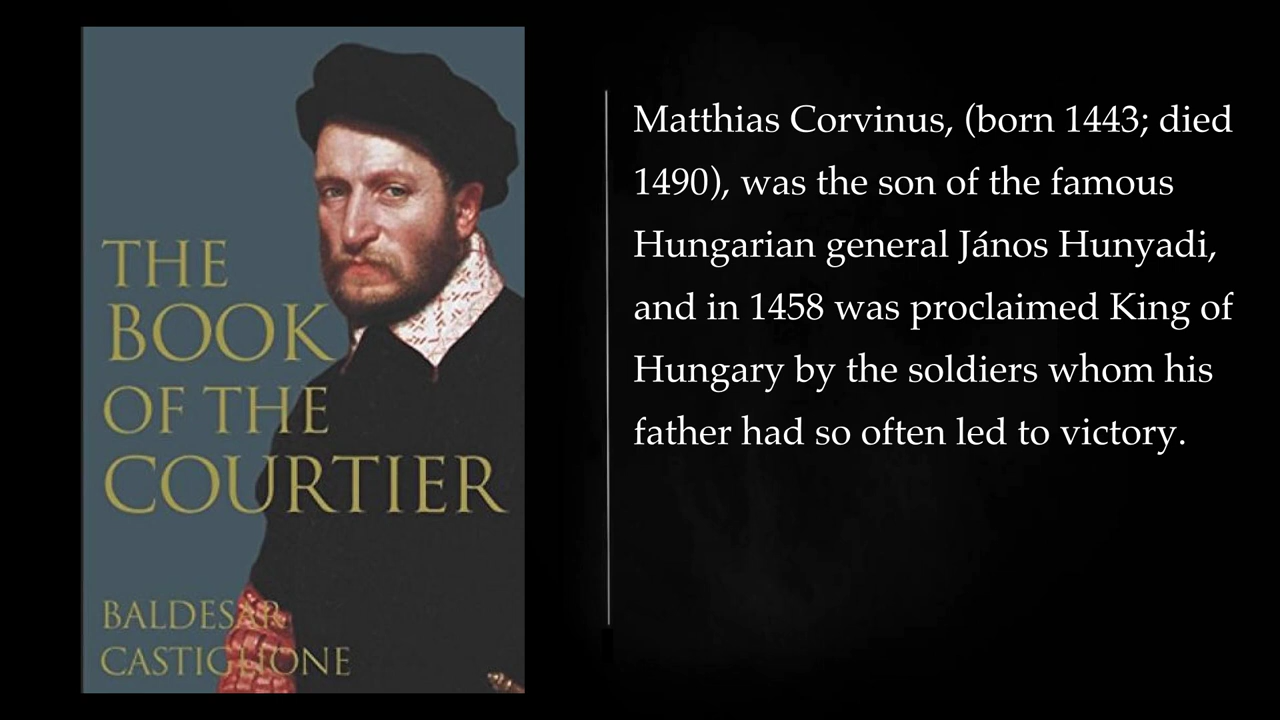 THE
BOOK
OF THE
COURTIER
BALDESAR
CASTIGLIONE
Matthias Corvinus, (born 1443; died
1490), was the son of the famous
Hungarian general János Hunyadi,
and in 1458 was proclaimed King of
Hungary by the soldiers whom his
father had so often led to victory.